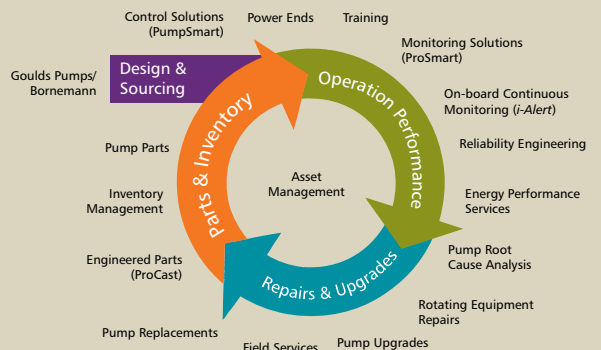 Control Solutions
(PumpSmart)
Power Ends
Training
Monitoring Solutions
(ProSmart)
Goulds Pumps/
Bornemann
Design &
Sourcing
Operation Performance
On-board Continuous
Monitoring (i-Alert)
Reliability Engineering
Pump Parts
Parts & Inventory
Asset
Management
Inventory
Management
Energy Performance
Services
Pump Root
Cause Analysis
Engineered Parts
(ProCast)
Repairs & Upgrades
Rotating Equipment
Repairs
Pump Replacements
Field Services
Pump Upgrades